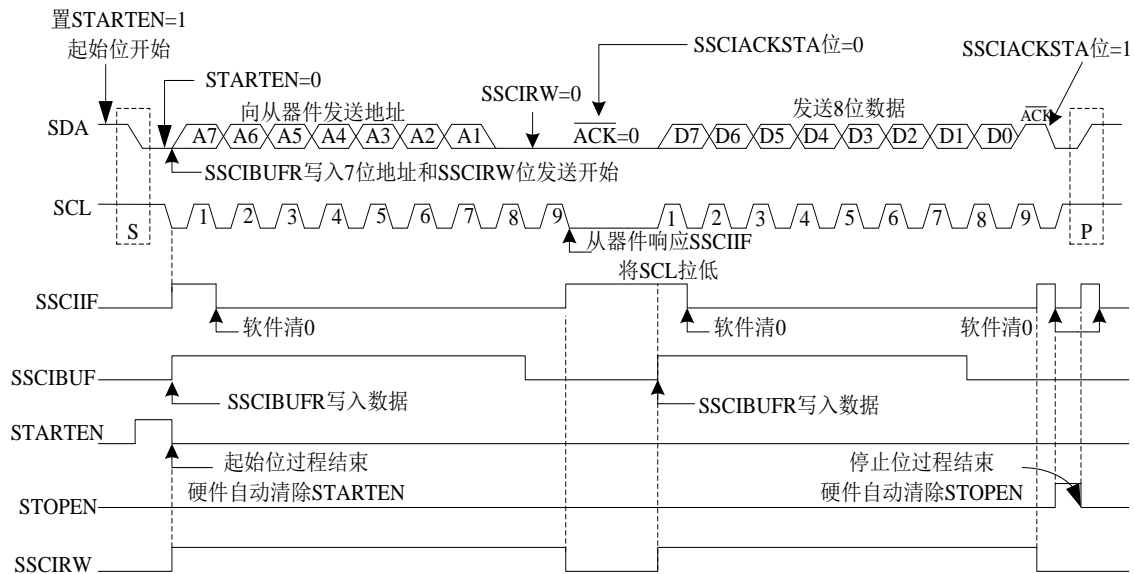 置STARTEN=1
起始位开始
SSCIACKSTA位=0
SSCIACKSTA位=1
STARTEN=0
SSCIRW=0
向从器件发送地址
发送8位数据
SDA
A7 A6 A5 A4 A3 A2 A1
ACK=0
D7 D6 D5 D4 D3 D2 D1 D0
ACK
SSCIBUFR写入7位地址和SSCIRW位发送开始
SCL
1 2 3 4 5 6 7 8 9
1 2 3 4 5 6 7 8 9
S
P
从器件响应SSCIIF
将SCL拉低
SSCIIF
软件清0
软件清0
软件清0
SSCIBUF
SSCIBUFR写入数据
SSCIBUFR写入数据
STARTEN
起始位过程结束
硬件自动清除STARTEN
停止位过程结束
硬件自动清除STOPEN
STOPEN
SSCIRW